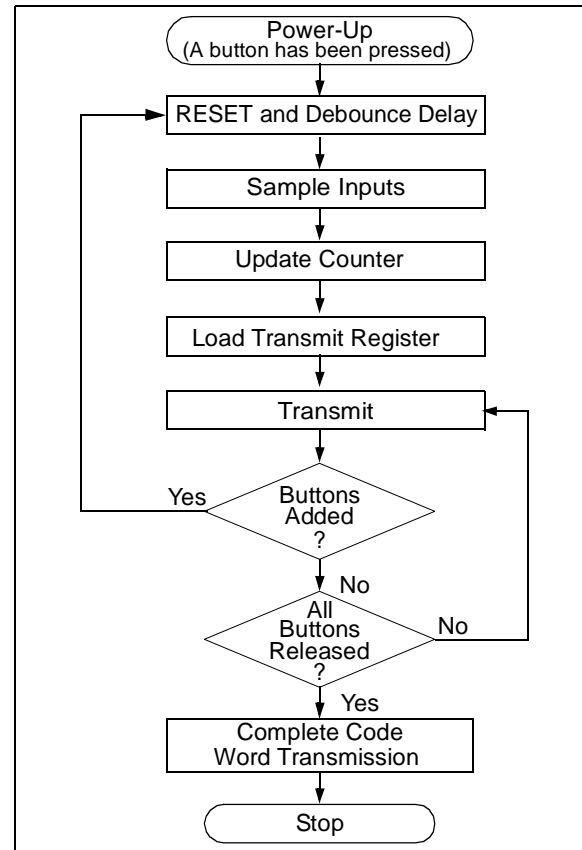 Power-Up
(A button has been pressed)
RESET and Debounce Delay
Sample Inputs
Update Counter
Load Transmit Register
Transmit
Yes
Buttons
Added
?
No
All
Buttons
Released
?
No
Yes
Complete Code
Word Transmission
Stop